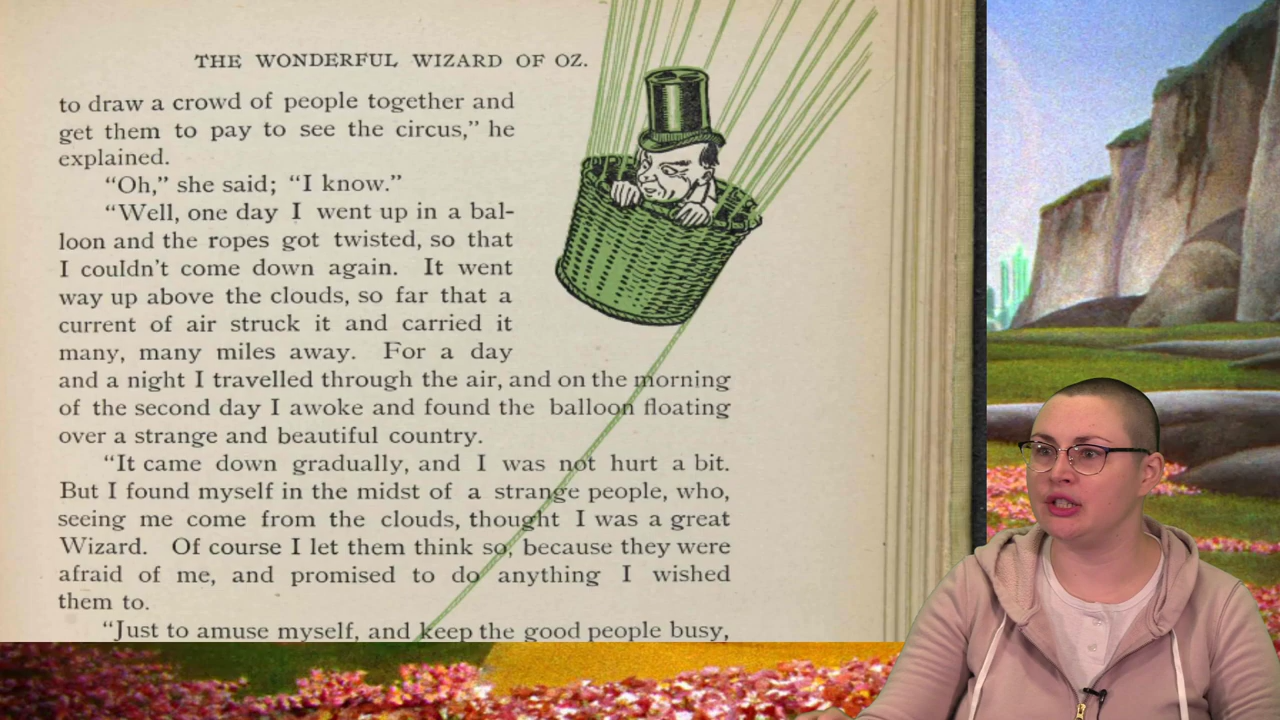 THE WONDERFUL WIZARD OF OZ.
to draw a crowd of people together and
get them to pay to see the circus,” he
explained.
“Oh,” she said; “I know.”
“Well, one day I went up in a bal-
loon and the ropes got twisted, so that
I couldn’t come down again. It went
way up above the clouds, so far that a
current of air struck it and carried it
many, many miles away. For a day
and a night I travelled through the air, and on the morning
of the second day I awoke and found the balloon floating
over a strange and beautiful country.
“It came down gradually, and I was not hurt a bit.
But I found myself in the midst of a strange people, who,
seeing me come from the clouds, thought I was a great
Wizard. Of course I let them think so, because they were
afraid of me, and promised to do anything I wished
them to.
“Just to amuse myself, and keep the good people busy,